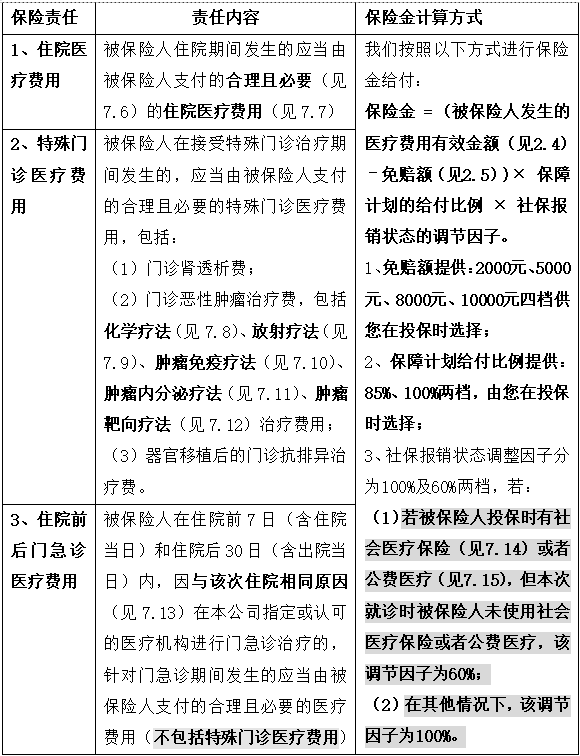 保险责任
责任内容
保险金计算方式
1、住院医
疗费用
被保险人住院期间发生的应当由
被保险人支付的合理且必要（见
7.6）的住院医疗费用（见7.7）
2、特殊门
诊医疗费
用
被保险人在接受特殊门诊治疗期
间发生的，应当由被保险人支付
的合理且必要的特殊门诊医疗费
用，包括：
（1）门诊肾透析费；
（2）门诊恶性肿瘤治疗费，包括
化学疗法（见7.8）、放射疗法（见
7.9）、肿瘤免疫疗法（见7.10）、
肿瘤内分泌疗法（见7.11）、肿瘤
靶向疗法（见7.12）治疗费用；
（3）器官移植后的门诊抗排异治
疗费。
3、住院前
后门急诊
医疗费用
被保险人在住院前7日（含住院
当日）和住院后30日（含出院当
日）内，因与该次住院相同原因
（见7.13）在本公司指定或认可
的医疗机构进行门急诊治疗的，
针对门急诊期间发生的应当由被
保险人支付的合理且必要的医疗
费用（不包括特殊门诊医疗费用）
我们按照以下方式进行保险
金给付：
保险金 =（被保险人发生的
医疗费用有效金额（见2.4）
-免赔额（见2.5））× 保障
计划的给付比例 × 社保报
销状态的调节因子。
1、免赔额提供：2000元、5000
元、8000元、10000元四档供
您在投保时选择；
2、保障计划给付比例提供：
85%、100%两档，由您在投保
时选择；
3、社保报销状态调整因子分
为100%及60%两档，若：
（1）若被保险人投保时有社
会医疗保险（见7.14）或者
公费医疗（见7.15），但本次
就诊时被保险人未使用社会
医疗保险或者公费医疗，该
调节因子为60%；
（2）在其他情况下，该调节
因子为100%。